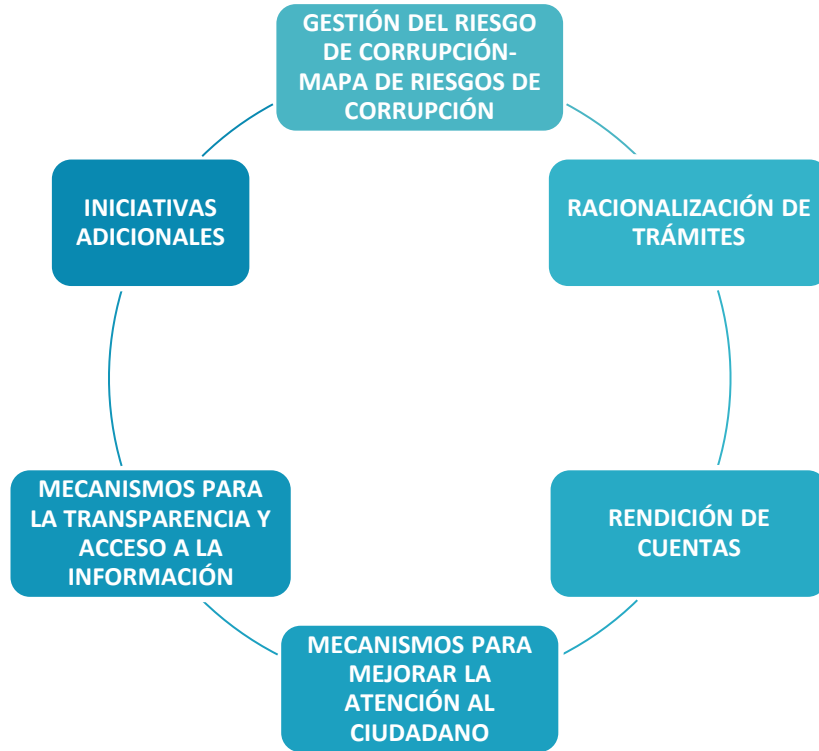 GESTIÓN DEL RIESGO
DE CORRUPCIÓN-
MAPA DE RIESGOS DE
CORRUPCIÓN
RACIONALIZACIÓN DE
TRÁMITES
RENDICIÓN DE
CUENTAS
MECANISMOS PARA
MEJORAR LA
ATENCIÓN AL
CIUDADANO
MECANISMOS PARA
LA TRANSPARENCIA Y
ACCESO A LA
INFORMACIÓN
INICIATIVAS
ADICIONALES